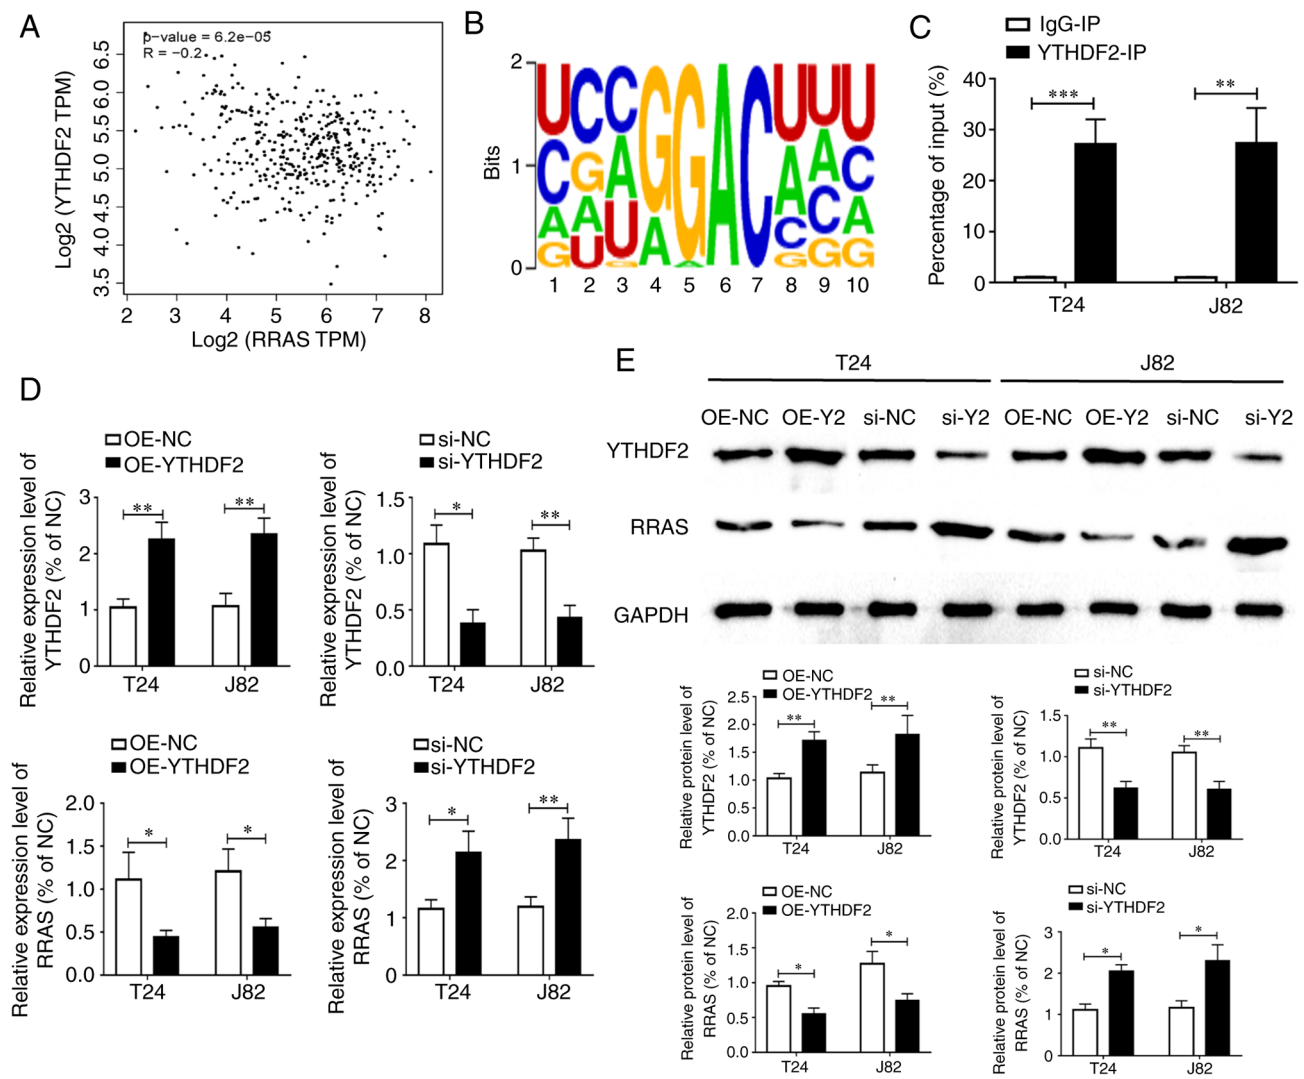 A
p-value = 6.2e-05
R = -0.2
Log2 (YTHDF2 TPM)
6.5
6.0
5.5
5.0
4.5
4.0
3.5
2 3 4 5 6 7 8
Log2 (RRAS TPM)
B
Bits
2
1
0
U C C G G A C U U U
C G A A A A A C
A A U C C A
G U G G G G
1 2 3 4 5 6 7 8 9 10
C
IgG-IP
YTHDF2-IP
Percentage of input (%)
40
30
20
10
0
*** **
T24 J82
D
OE-NC
OE-YTHDF2
Relative expression level of
YTHDF2 (% of NC)
3
2
1
0
** **
T24 J82
si-NC
si-YTHDF2
Relative expression level of
YTHDF2 (% of NC)
1.5
1.0
0.5
0.0
* **
T24 J82
OE-NC
OE-YTHDF2
Relative expression level of
RRAS (% of NC)
2.0
1.5
1.0
0.5
0.0
* *
T24 J82
si-NC
si-YTHDF2
Relative expression level of
RRAS (% of NC)
3
2
1
0
* **
T24 J82
E
T24 J82
OE-NC OE-Y2 si-NC si-Y2 OE-NC OE-Y2 si-NC si-Y2
YTHDF2
RRAS
GAPDH
OE-NC
OE-YTHDF2
Relative protein level of
YTHDF2 (% of NC)
2.5
2.0
1.5
1.0
0.5
0.0
** **
T24 J82
si-NC
si-YTHDF2
Relative protein level of
YTHDF2 (% of NC)
1.5
1.0
0.5
0.0
** **
T24 J82
OE-NC
OE-YTHDF2
Relative protein level of
RRAS (% of NC)
2.0
1.5
1.0
0.5
0.0
* *
T24 J82
si-NC
si-YTHDF2
Relative protein level of
RRAS (% of NC)
3
2
1
0
* *
T24 J82